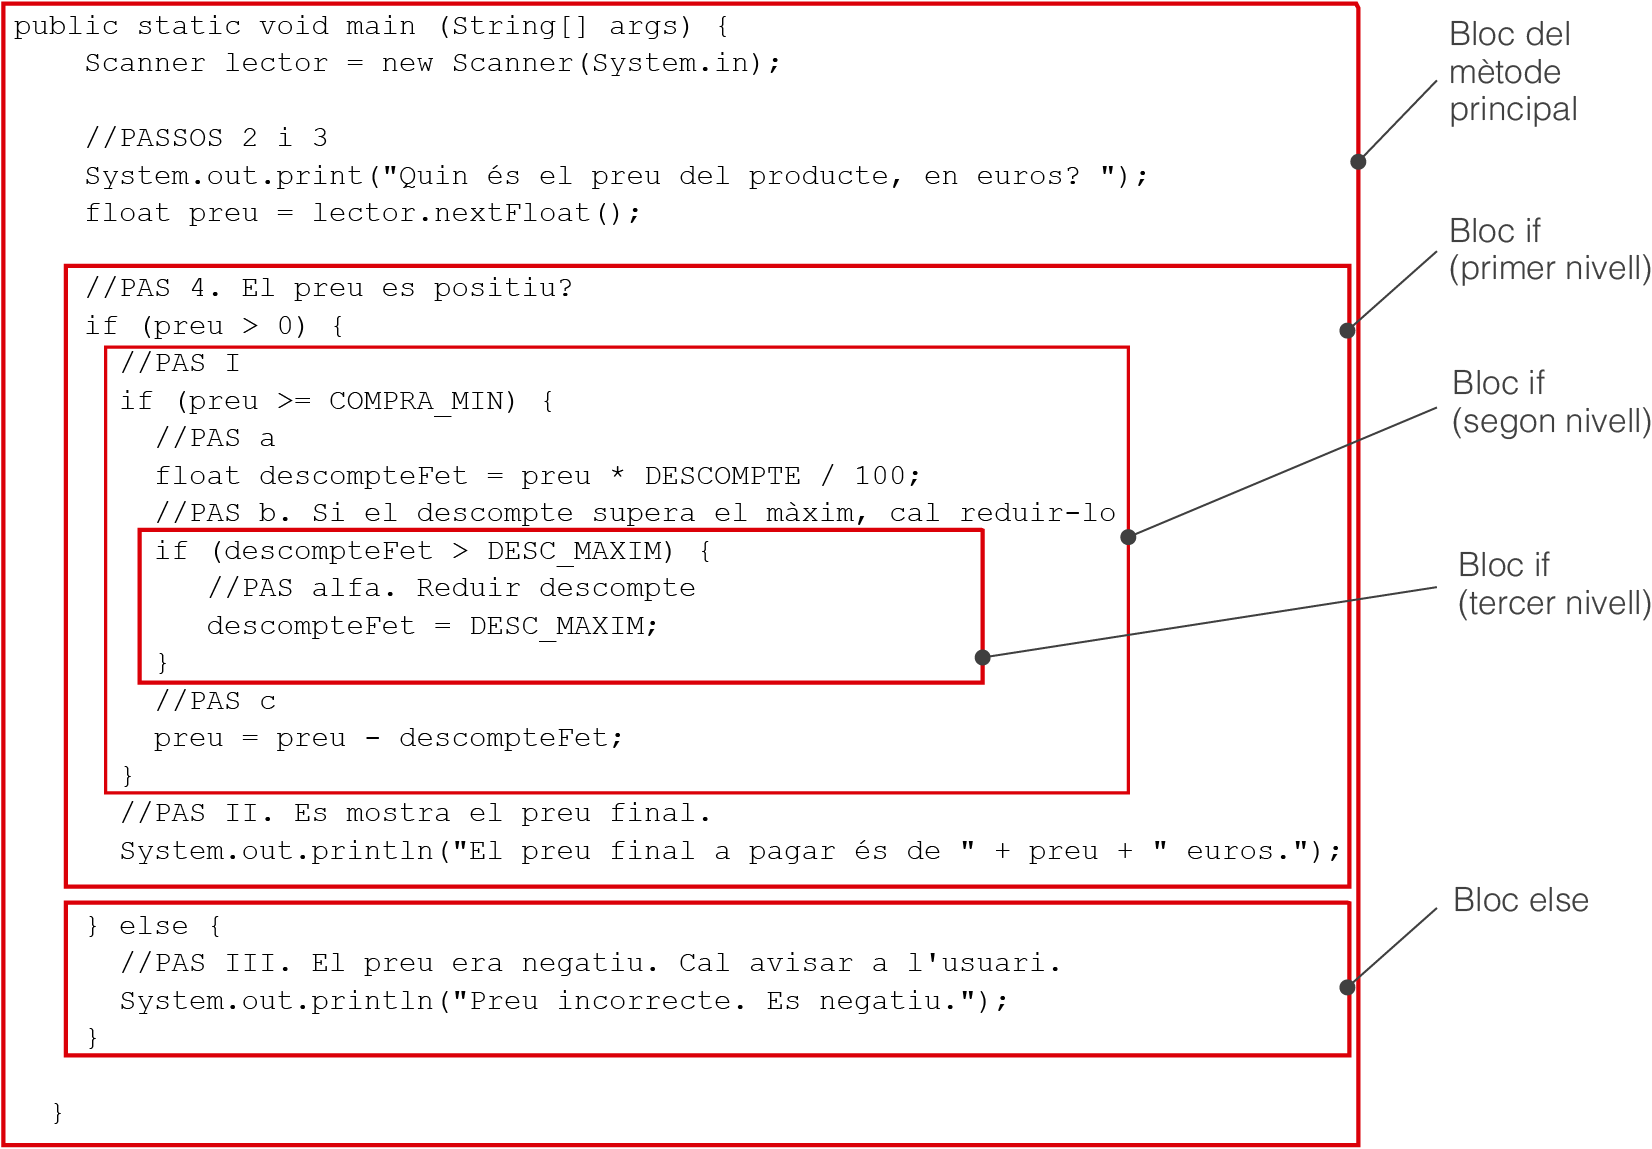 public static void main (String[] args) {
Scanner lector = new Scanner(System.in);
//PASSOS 2 i 3
System.out.print("Quin és el preu del producte, en euros? ");
float preu = lector.nextFloat();
//PAS 4. El preu es positiu?
if (preu > 0) {
//PAS I
if (preu >= COMPRA_MIN) {
//PAS a
float descompteFet = preu * DESCOMPTE / 100;
//PAS b. Si el descompte supera el màxim, cal reduir-lo
if (descompteFet > DESC_MAXIM) {
//PAS alfa. Reduir descompte
descompteFet = DESC_MAXIM;
}
//PAS c
preu = preu - descompteFet;
}
//PAS II. Es mostra el preu final.
System.out.println("El preu final a pagar és de " + preu + " euros.");
} else {
//PAS III. El preu era negatiu. Cal avisar a l'usuari.
System.out.println("Preu incorrecte. Es negatiu.");
}
}
Bloc del
mètode
principal
Bloc if
(primer nivell)
Bloc if
(segon nivell)
Bloc if
(tercer nivell)
Bloc else